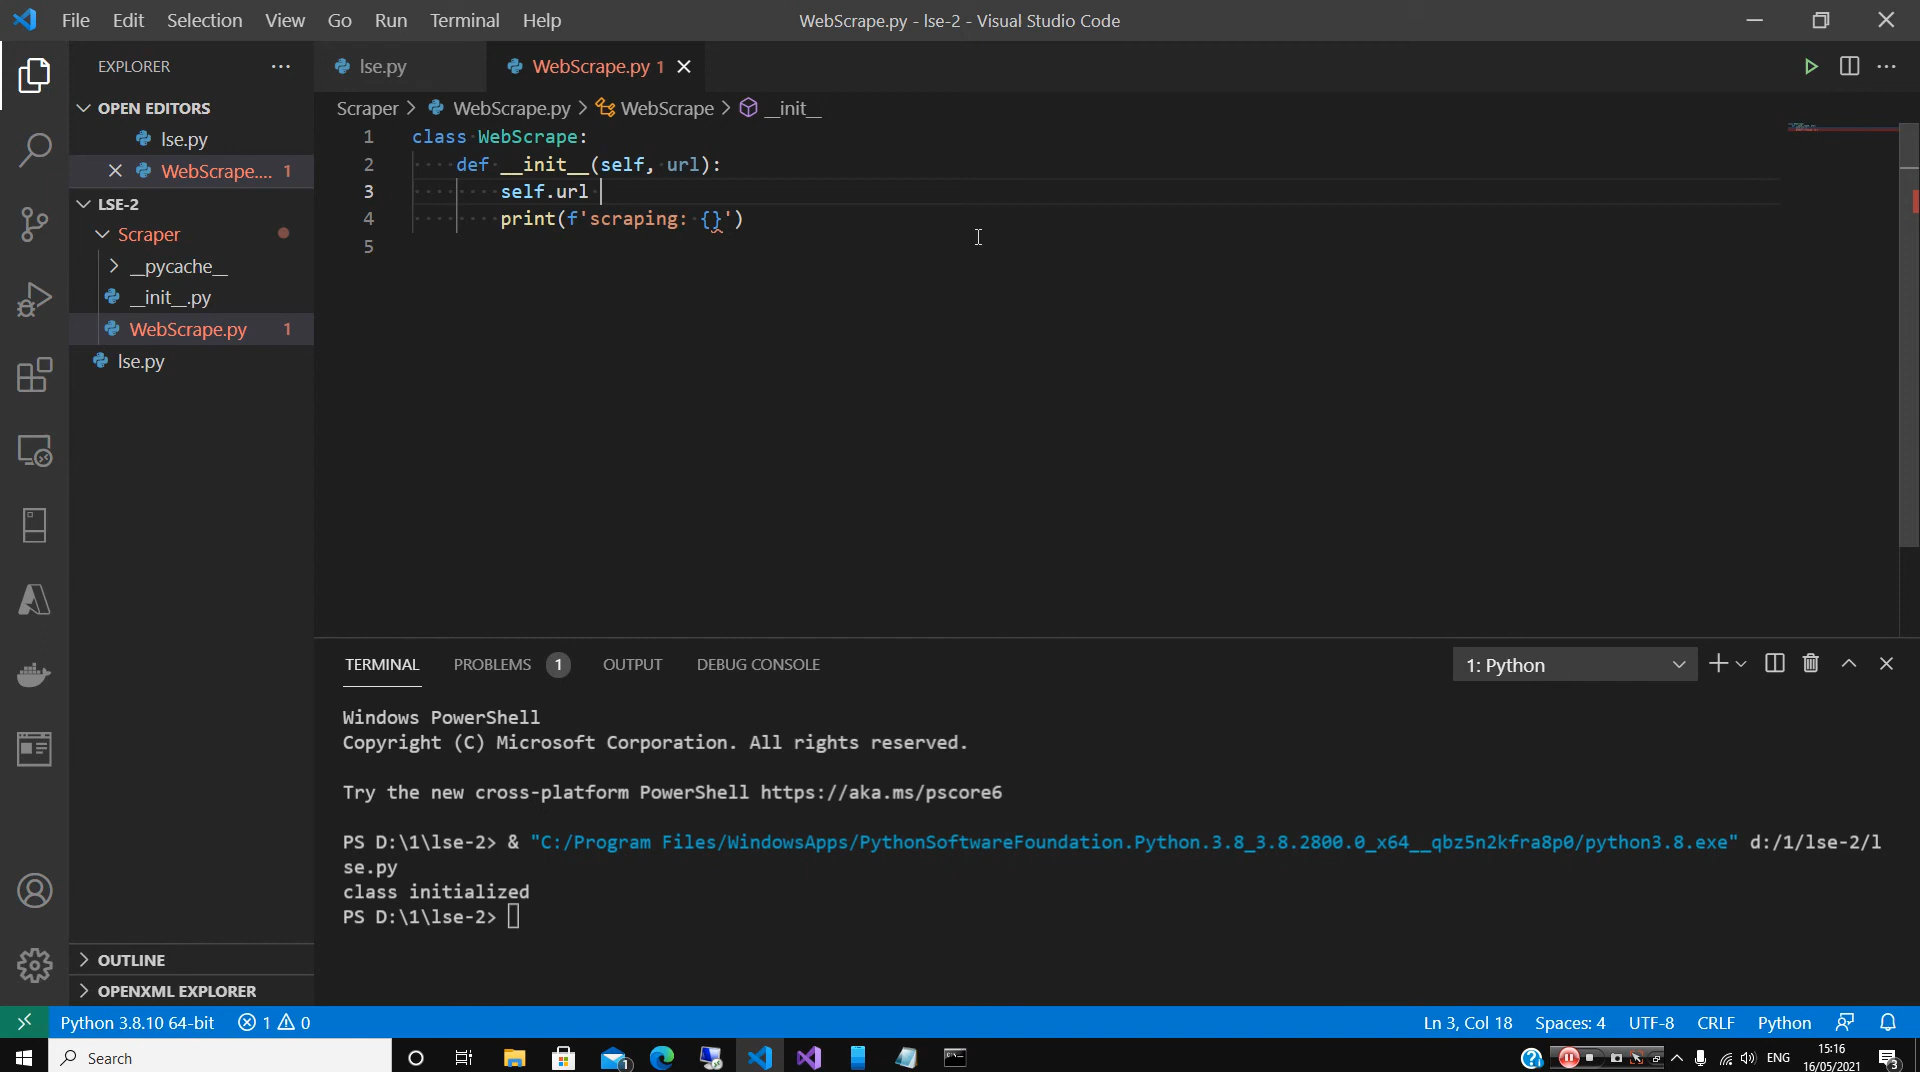 File Edit Selection View Go Run Terminal Help
WebScrape.py - lse-2 - Visual Studio Code
EXPLORER
OPEN EDITORS
lse.py
WebScrape.... 1
LSE-2
Scraper
__pycache__
__init__.py
WebScrape.py 1
lse.py
OUTLINE
OPENXML EXPLORER
lse.py
WebScrape.py 1
Scraper > WebScrape.py > WebScrape > __init__
1 class WebScrape:
2 def __init__(self, url):
3 self.url
4 print(f'scraping: {}')
5
TERMINAL PROBLEMS 1 OUTPUT DEBUG CONSOLE
1: Python
Windows PowerShell
Copyright (C) Microsoft Corporation. All rights reserved.
Try the new cross-platform PowerShell https://aka.ms/pscore6
PS D:\1\lse-2> & "C:/Program Files/WindowsApps/PythonSoftwareFoundation.Python.3.8_3.8.2800.0_x64__qbz5n2kfra8p0/python3.8.exe" d:/1/lse-2/l
se.py
class initialized
PS D:\1\lse-2>
Python 3.8.10 64-bit 1 0
Ln 3, Col 18 Spaces: 4 UTF-8 CRLF Python
Search
1
ENG
15:16
16/05/2021
3